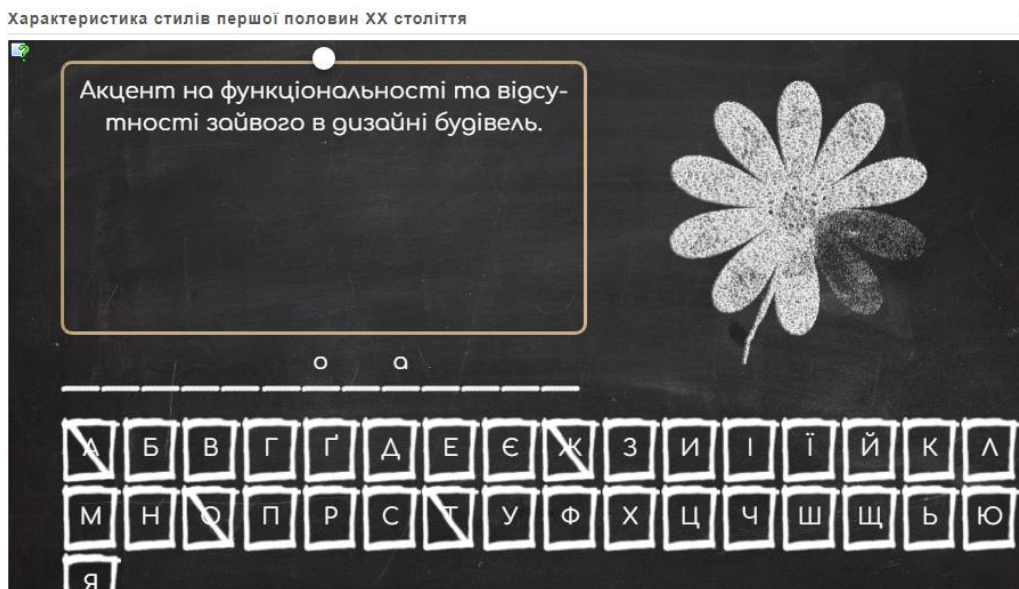 Характеристика стилів першої половин ХХ століття
Акцент на функціональності та відсу-
тності зайвого в дизайні будівель.
о а
А Б В Г Ґ Д Е Є Ж З И І Ї Й К Л
М Н О П Р С Т У Ф Х Ц Ч Ш Щ Ь Ю
Я